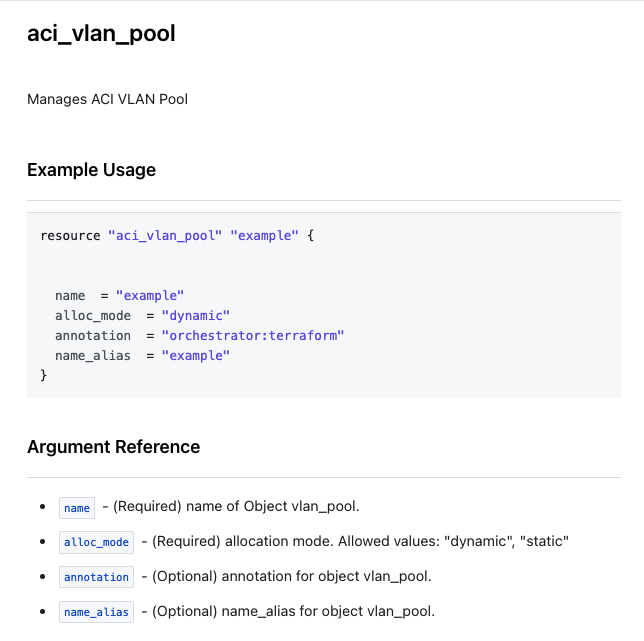 aci_vlan_pool
Manages ACI VLAN Pool
Example Usage
resource "aci_vlan_pool" "example" {
  name  = "example"
  alloc_mode  = "dynamic"
  annotation  = "orchestrator:terraform"
  name_alias  = "example"
}
Argument Reference
• name - (Required) name of Object vlan_pool.
• alloc_mode - (Required) allocation mode. Allowed values: "dynamic", "static"
• annotation - (Optional) annotation for object vlan_pool.
• name_alias - (Optional) name_alias for object vlan_pool.